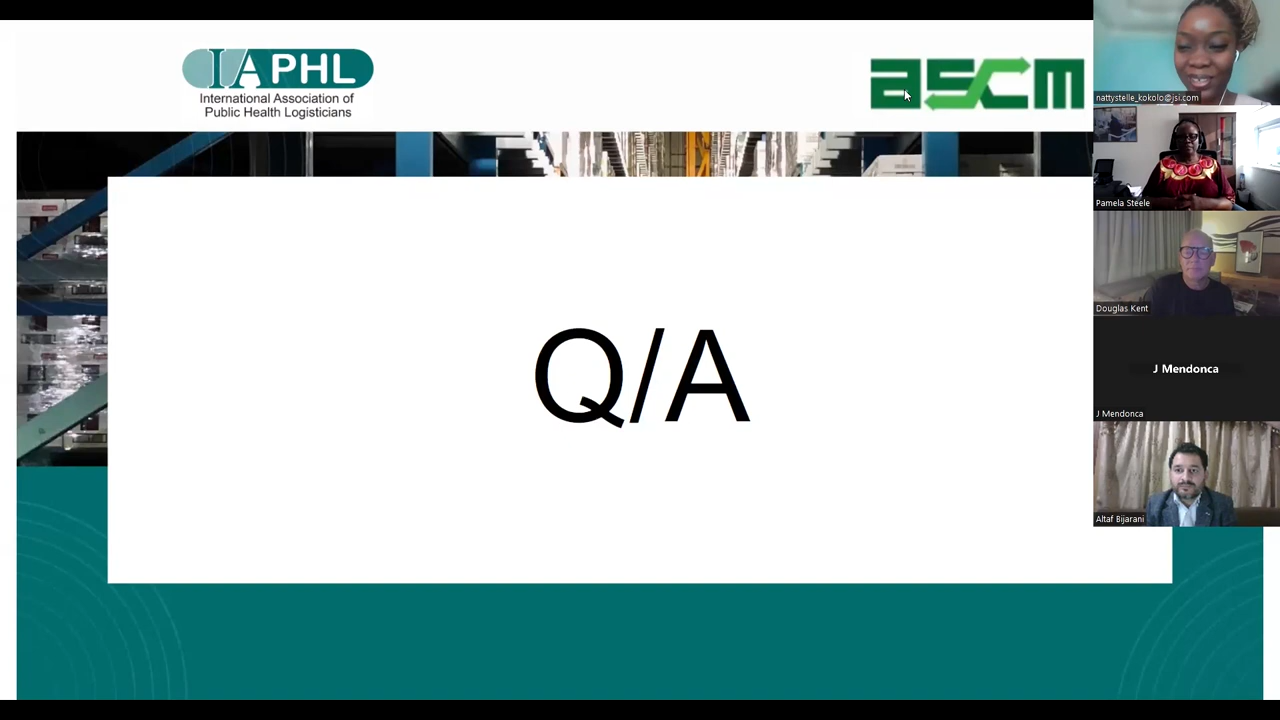 IAPHL
International Association of
Public Health Logisticians
ascm
Q/A
nattystelle_kokolo@jsi.com
Pamela Steele
Douglas Kent
J Mendonca
J Mendonca
Altaf Bijarani